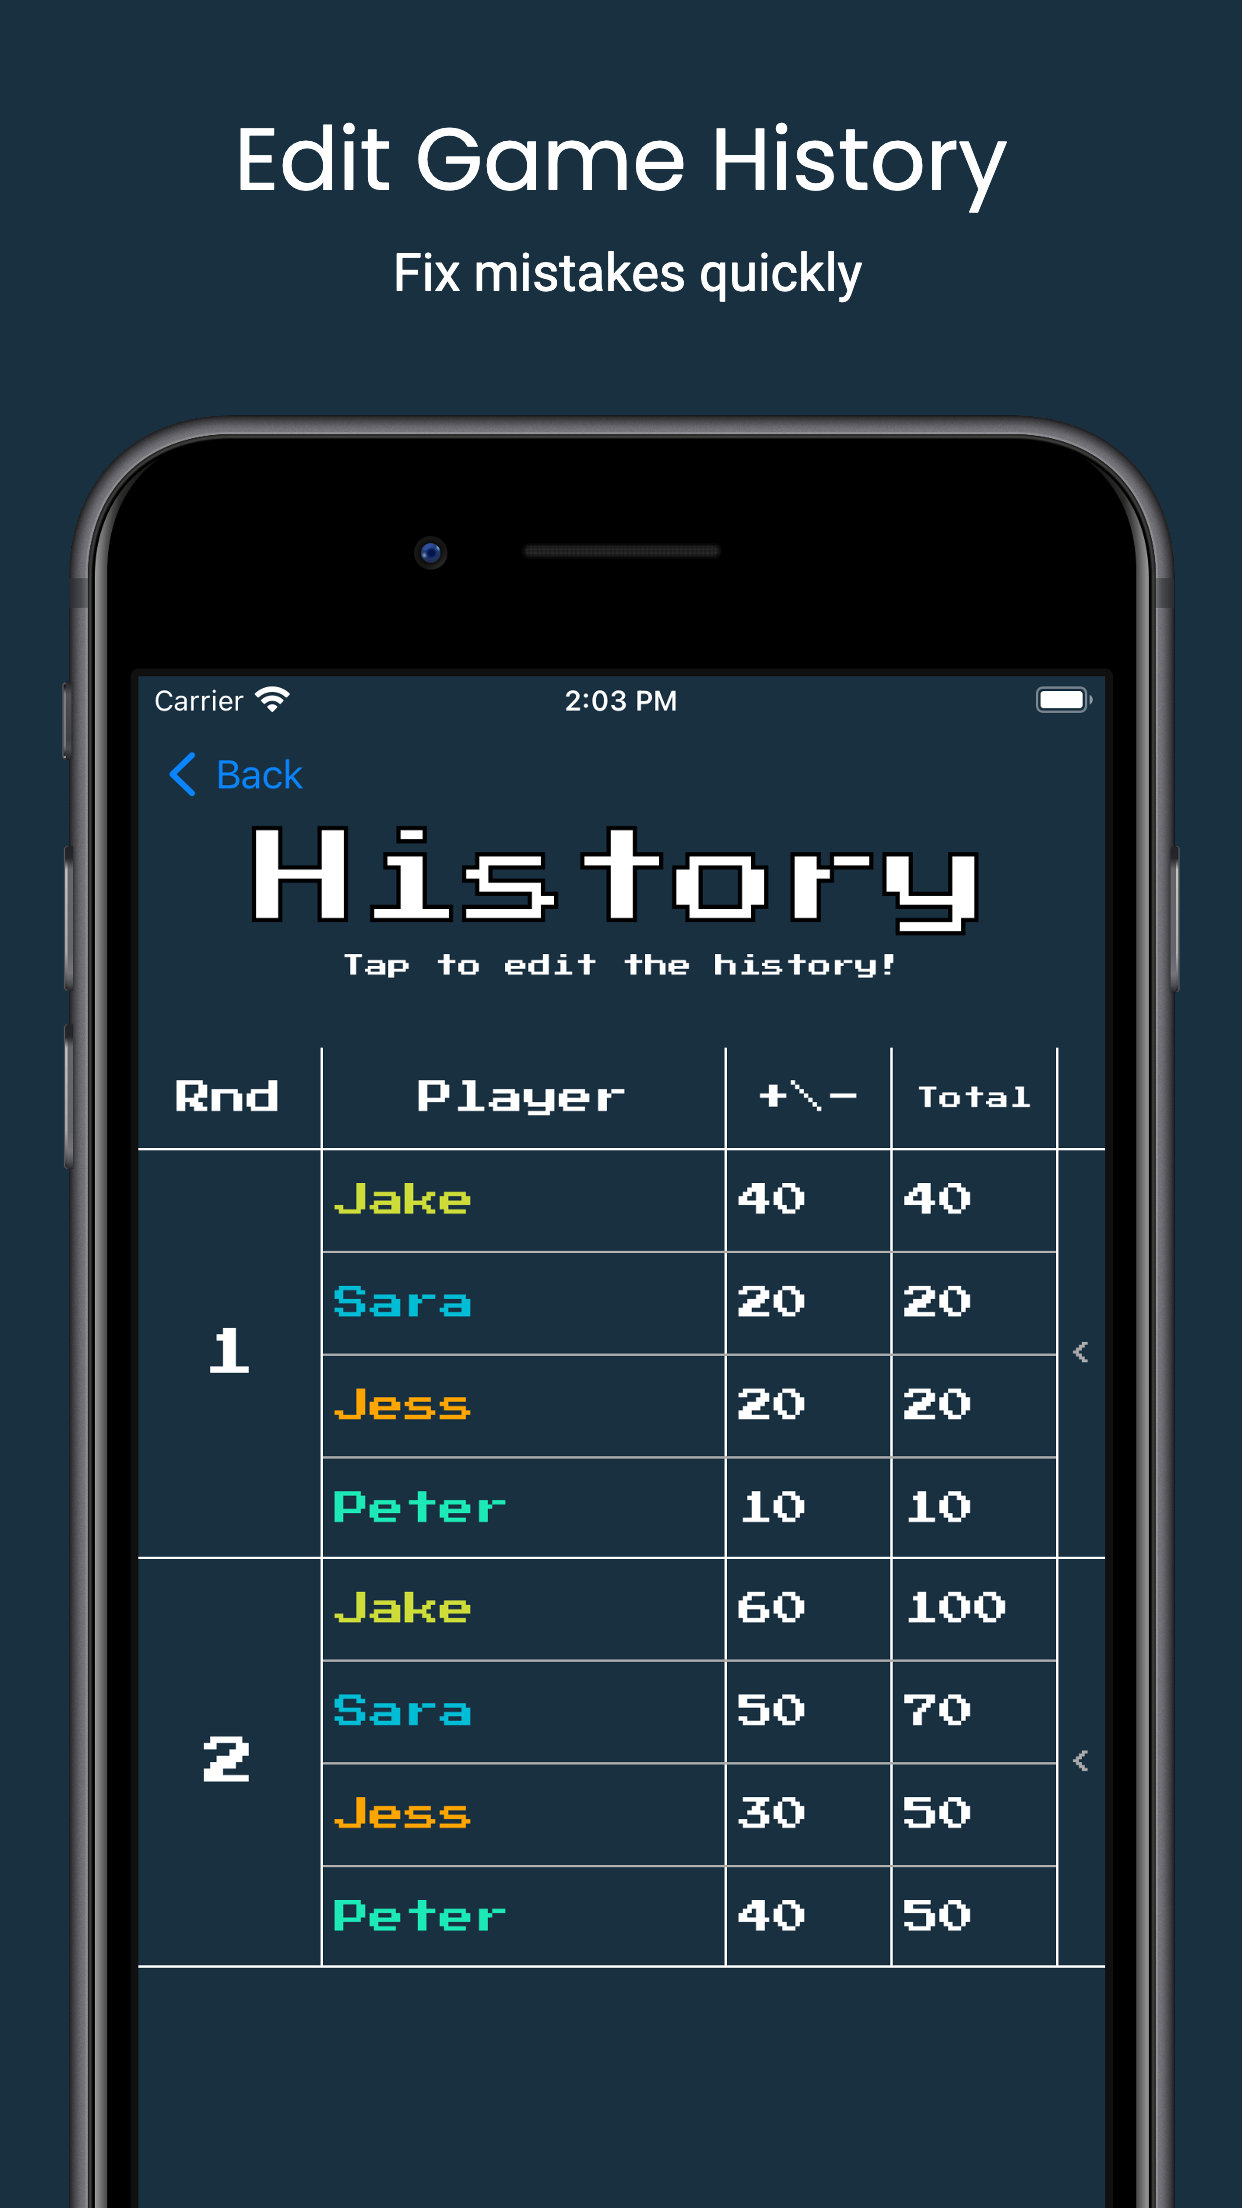 Edit Game History
Fix mistakes quickly
Carrier 2:03 PM
Back
History
Tap to edit the history!
Rnd Player +\- Total
1
Jake 40 40
Sara 20 20
Jess 20 20
Peter 10 10
2
Jake 60 100
Sara 50 70
Jess 30 50
Peter 40 50